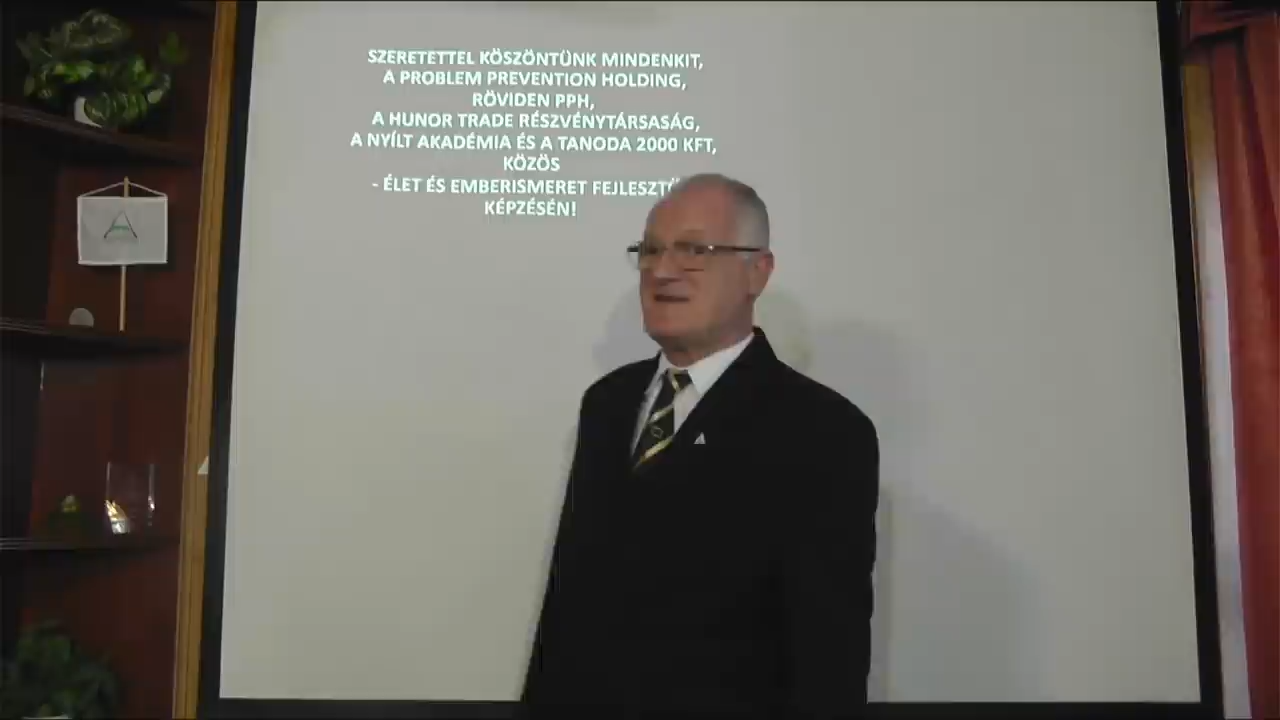 SZERETETTEL KÖSZÖNTÜNK MINDENKIT,
A PROBLEM PREVENTION HOLDING,
RÖVIDEN PPH,
A HUNOR TRADE RÉSZVÉNYTÁRSASÁG,
A NYÍLT AKADÉMIA ÉS A TANODA 2000 KFT,
KÖZÖS
- ÉLET ÉS EMBERISMERET
KÉPZÉSÉN!